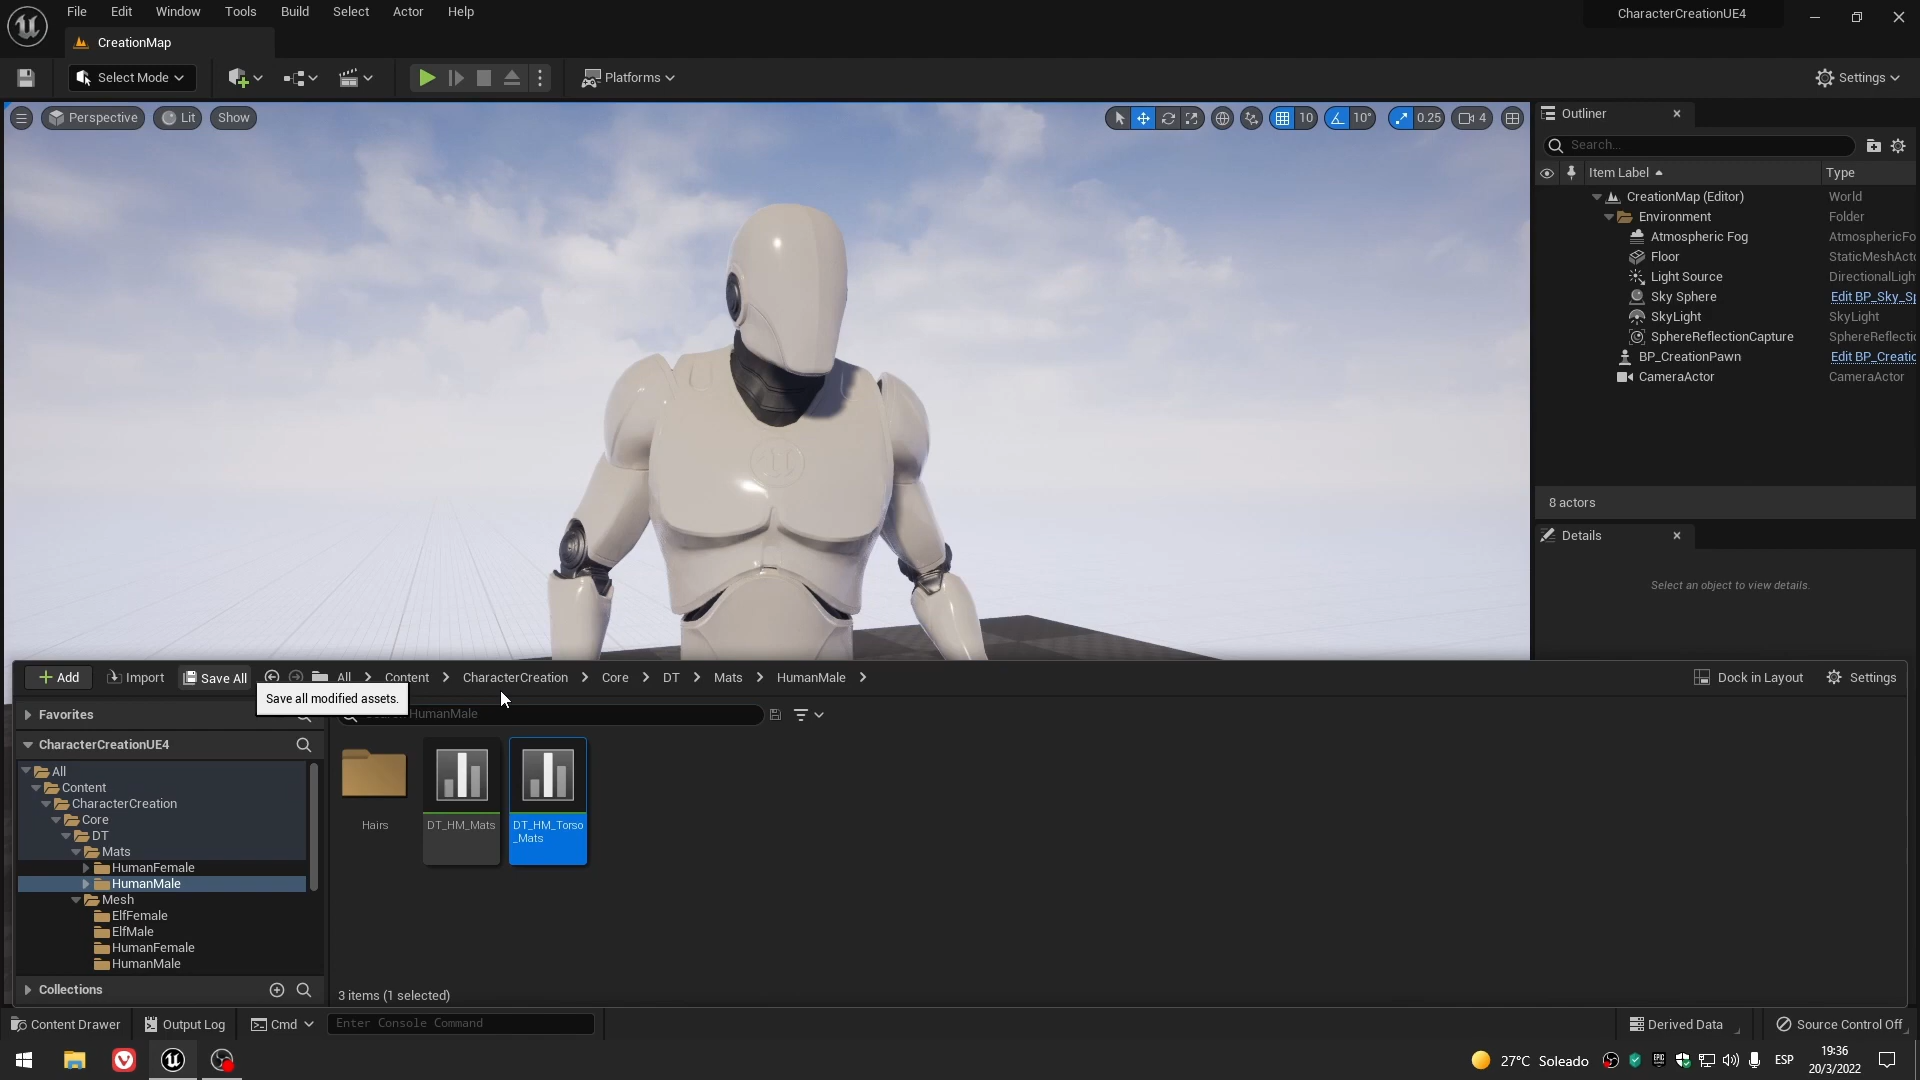 File Edit Window Tools Build Select Actor Help
CharacterCreationUE4
CreationMap
Select Mode
Platforms
Settings
Perspective
Lit
Show
10
10°
0.25
4
Outliner
Search...
Item Label
Type
CreationMap (Editor) World
Environment Folder
Atmospheric Fog AtmosphericFo
Floor StaticMeshActo
Light Source DirectionalLigh
Sky Sphere Edit BP_Sky_Sp
SkyLight SkyLight
SphereReflectionCapture SphereReflectio
BP_CreationPawn Edit BP_Creatio
CameraActor CameraActor
8 actors
Details
Select an object to view details.
Add
Import
Save All
All
Content
CharacterCreation
Core
DT
Mats
HumanMale
Dock in Layout
Settings
Save all modified assets.
HumanMale
Favorites
CharacterCreationUE4
All
Content
CharacterCreation
Core
DT
Mats
HumanFemale
HumanMale
Mesh
ElfFemale
ElfMale
HumanFemale
HumanMale
Collections
Hairs
DT_HM_Mats
DT_HM_Torso
_Mats
3 items (1 selected)
Content Drawer
Output Log
Cmd
Enter Console Command
Derived Data
Source Control Off
27°C Soleado
EPIC
ESP
19:36
20/3/2022